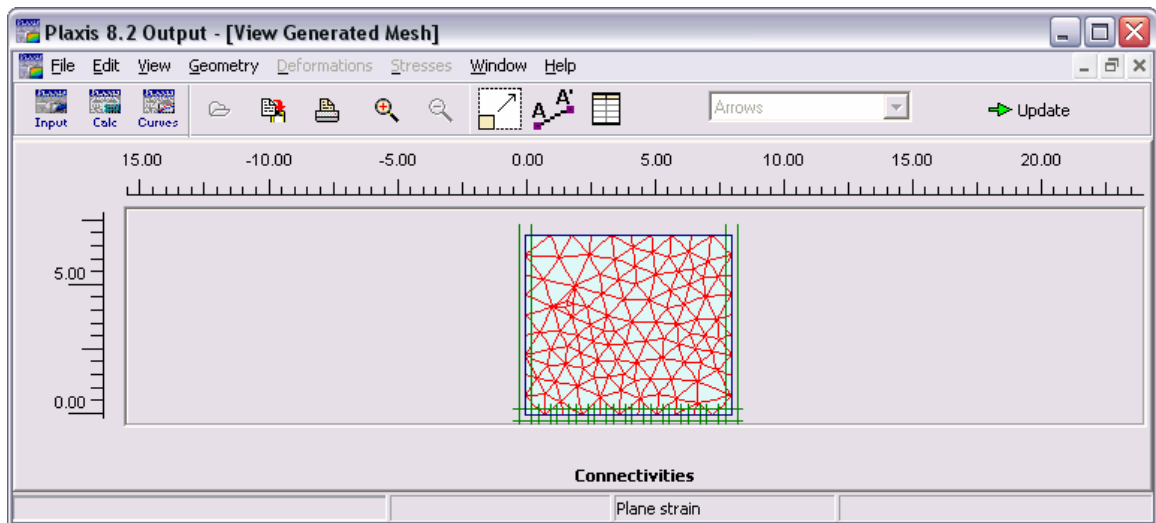 Plaxis 8.2 Output - [View Generated Mesh]
File Edit View Geometry Deformations Stresses Window Help
Input Calc Curves A A' Arrows Update
15.00 -10.00 -5.00 0.00 5.00 10.00 15.00 20.00
5.00
0.00
Connectivities
Plane strain